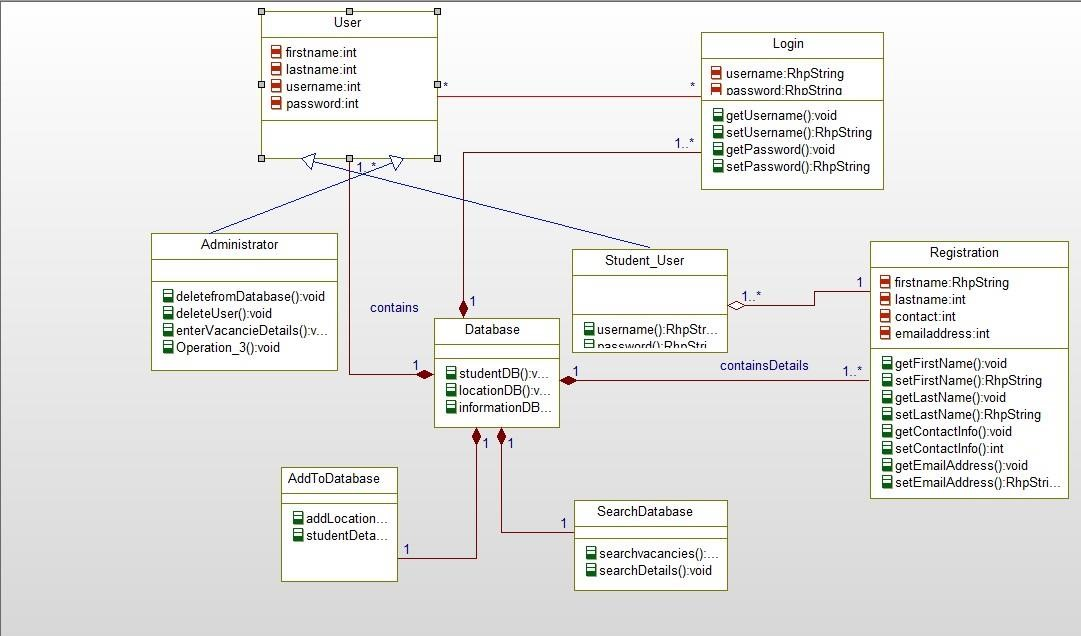 User
firstname:int
lastname:int
username:int
password:int
*
*
Login
username:RhpString
password:RhpString
getUsername():void
setUsername():RhpString
getPassword():void
setPassword():RhpString
1..*
1..*
Administrator
deletefromDatabase():void
deleteUser():void
enterVacancieDetails():v...
Operation_3():void
Student_User
username():RhpStr...
password():RhpStri
1..*
1
Registration
firstname:RhpString
lastname:int
contact:int
emailaddress:int
getFirstName():void
setFirstName():RhpString
getLastName():void
setLastName():RhpString
getContactInfo():void
setContactInfo():int
getEmailAddress():void
setEmailAddress():RhpStri...
contains
1
1
Database
studentDB():v...
locationDB():v...
informationDB...
1
containsDetails
1..*
1
1
AddToDatabase
addLocation...
studentDeta...
1
1
SearchDatabase
searchvacancies():...
searchDetails():void